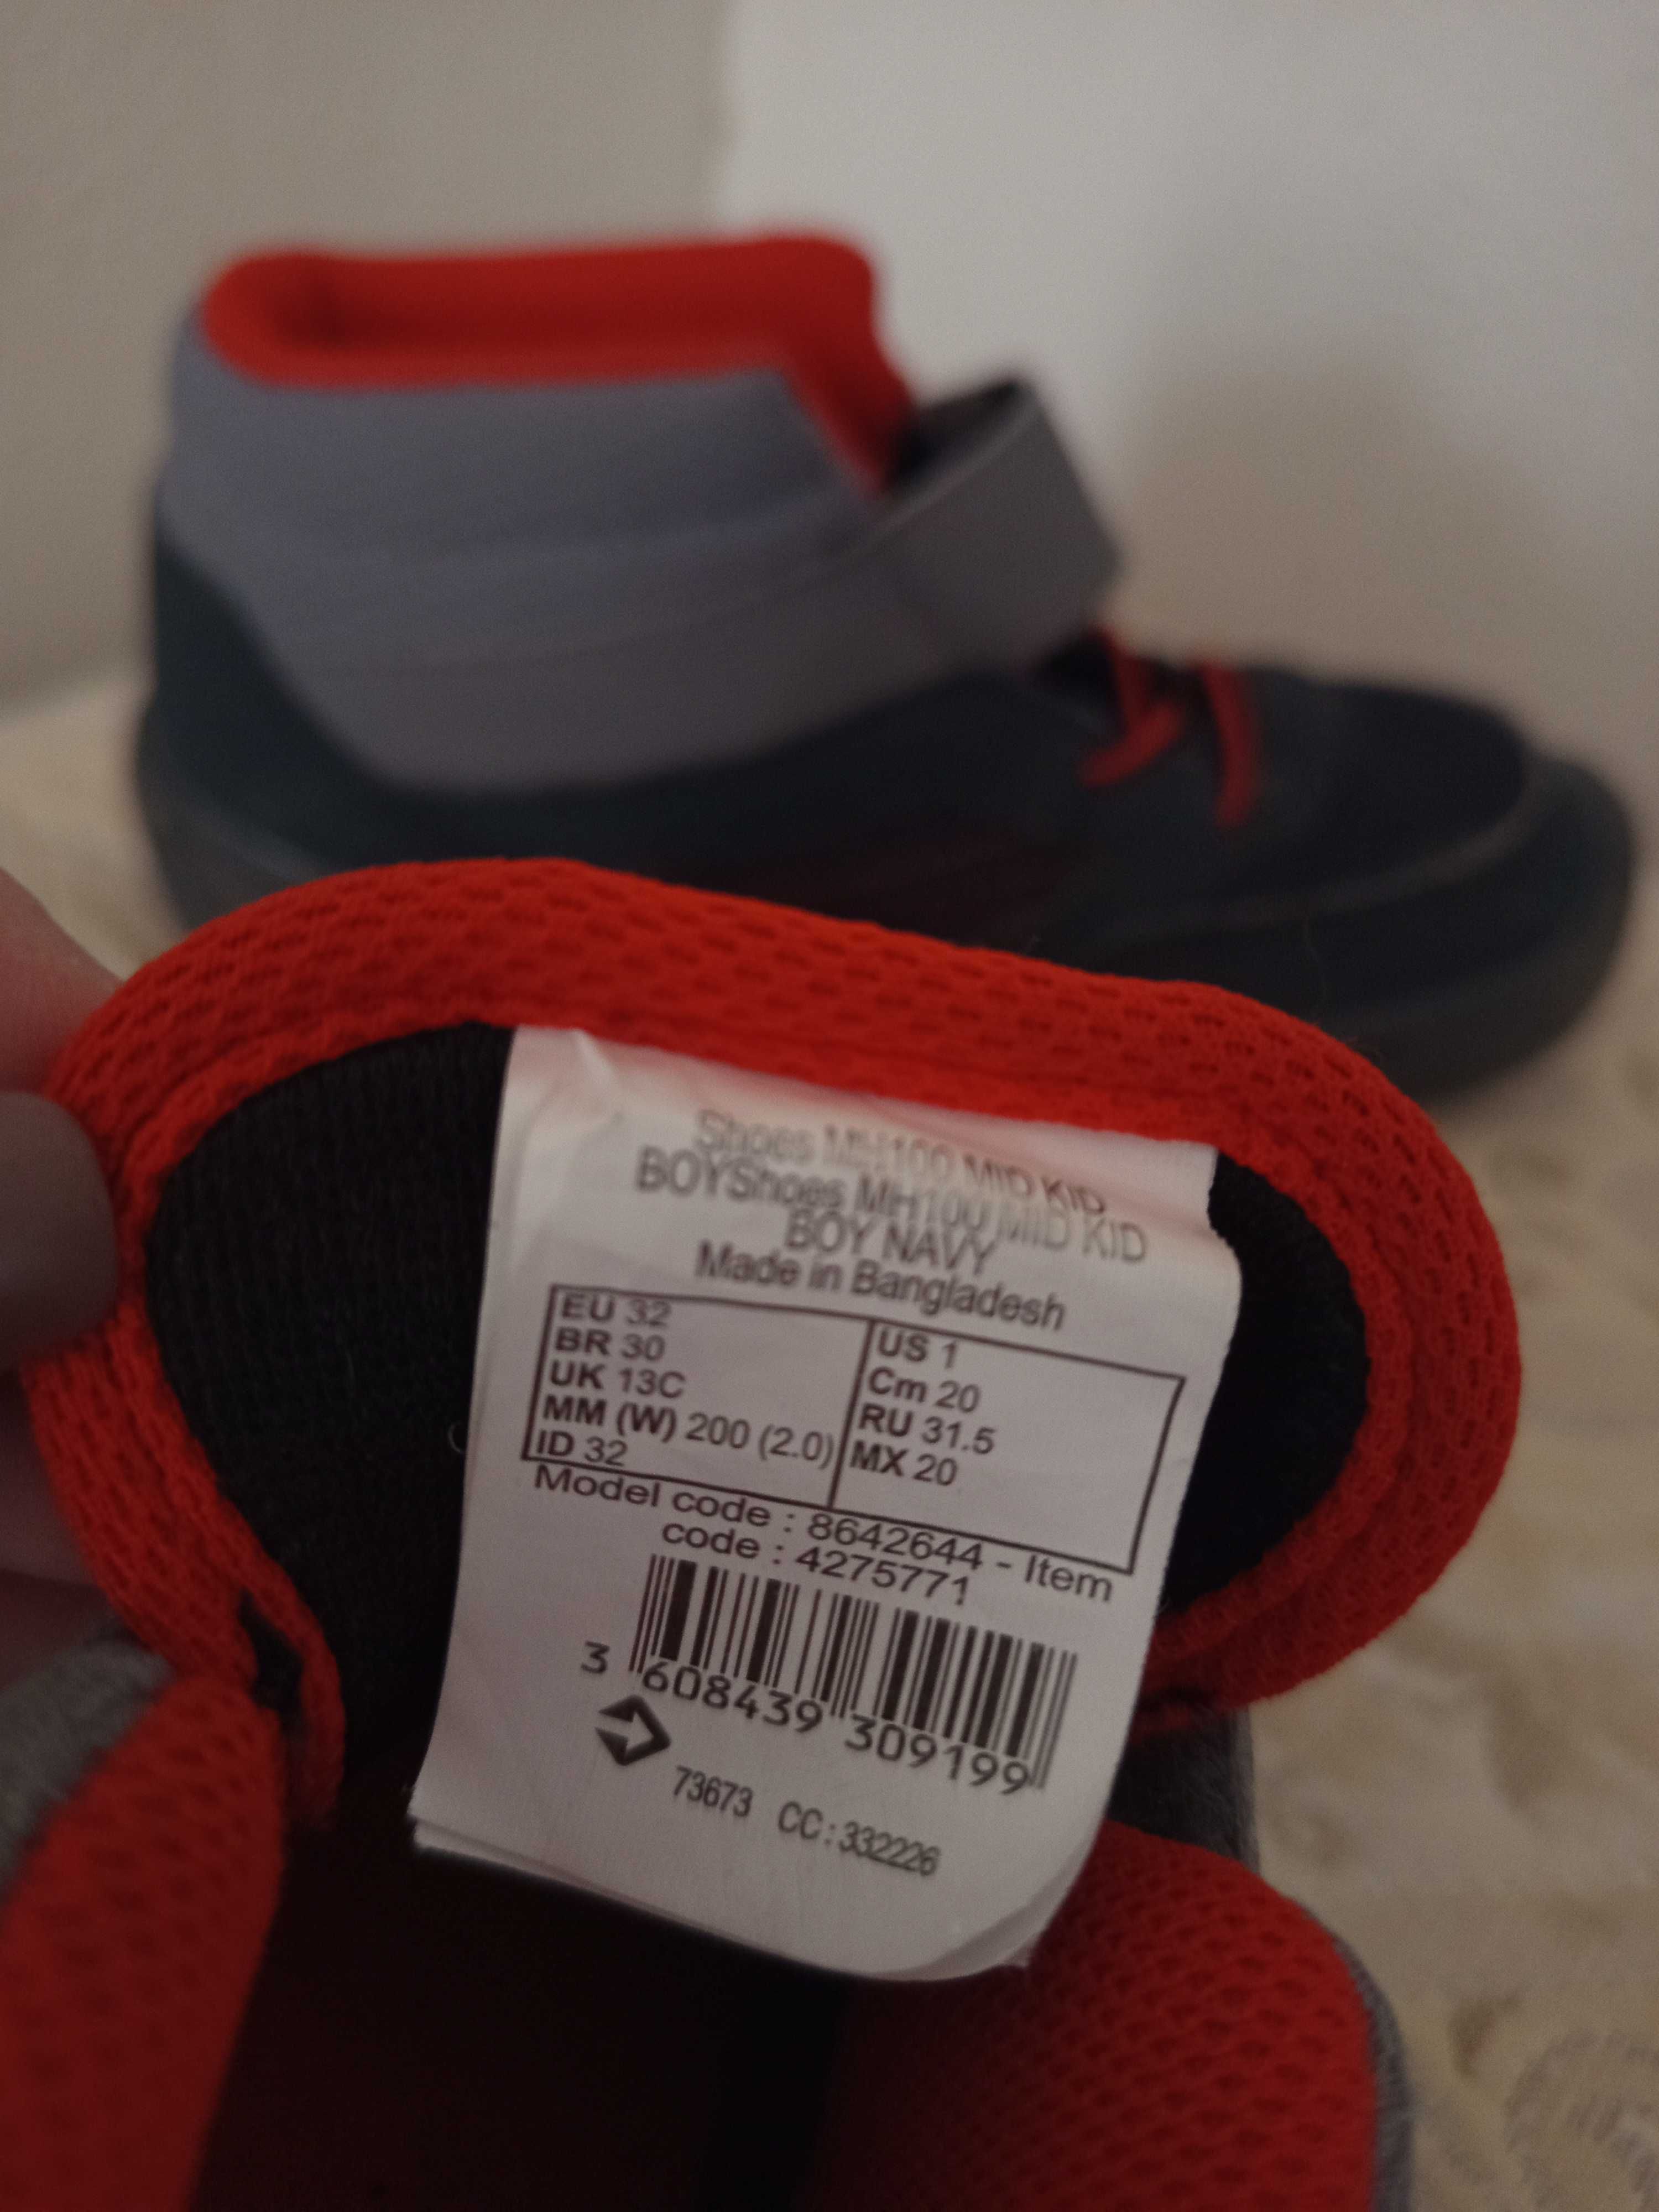 Shoes MH100 MID KID
BOYShoes MH100 MID KID
BOY NAVY
Made in Bangladesh
EU 32
BR 30
UK 13C
MM (W) 200 (2.0)
ID 32
US 1
Cm 20
RU 31.5
MX 20
Model code : 8642644 - Item
code : 4275771
3 608439 309199
73673 CC:332226